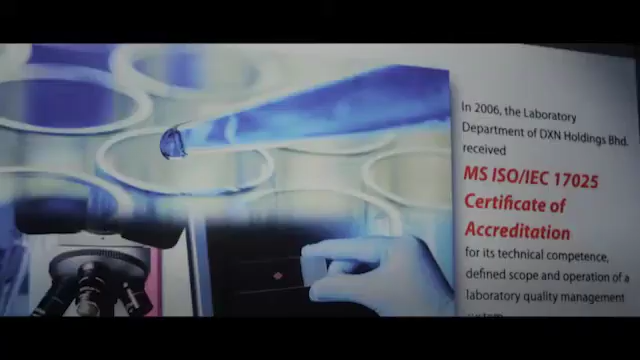 In 2006, the Laboratory
Department of DXN Holdings Bhd.
received
MS ISO/IEC 17025
Certificate of
Accreditation
for its technical competence,
defined scope and operation of a
laboratory quality management